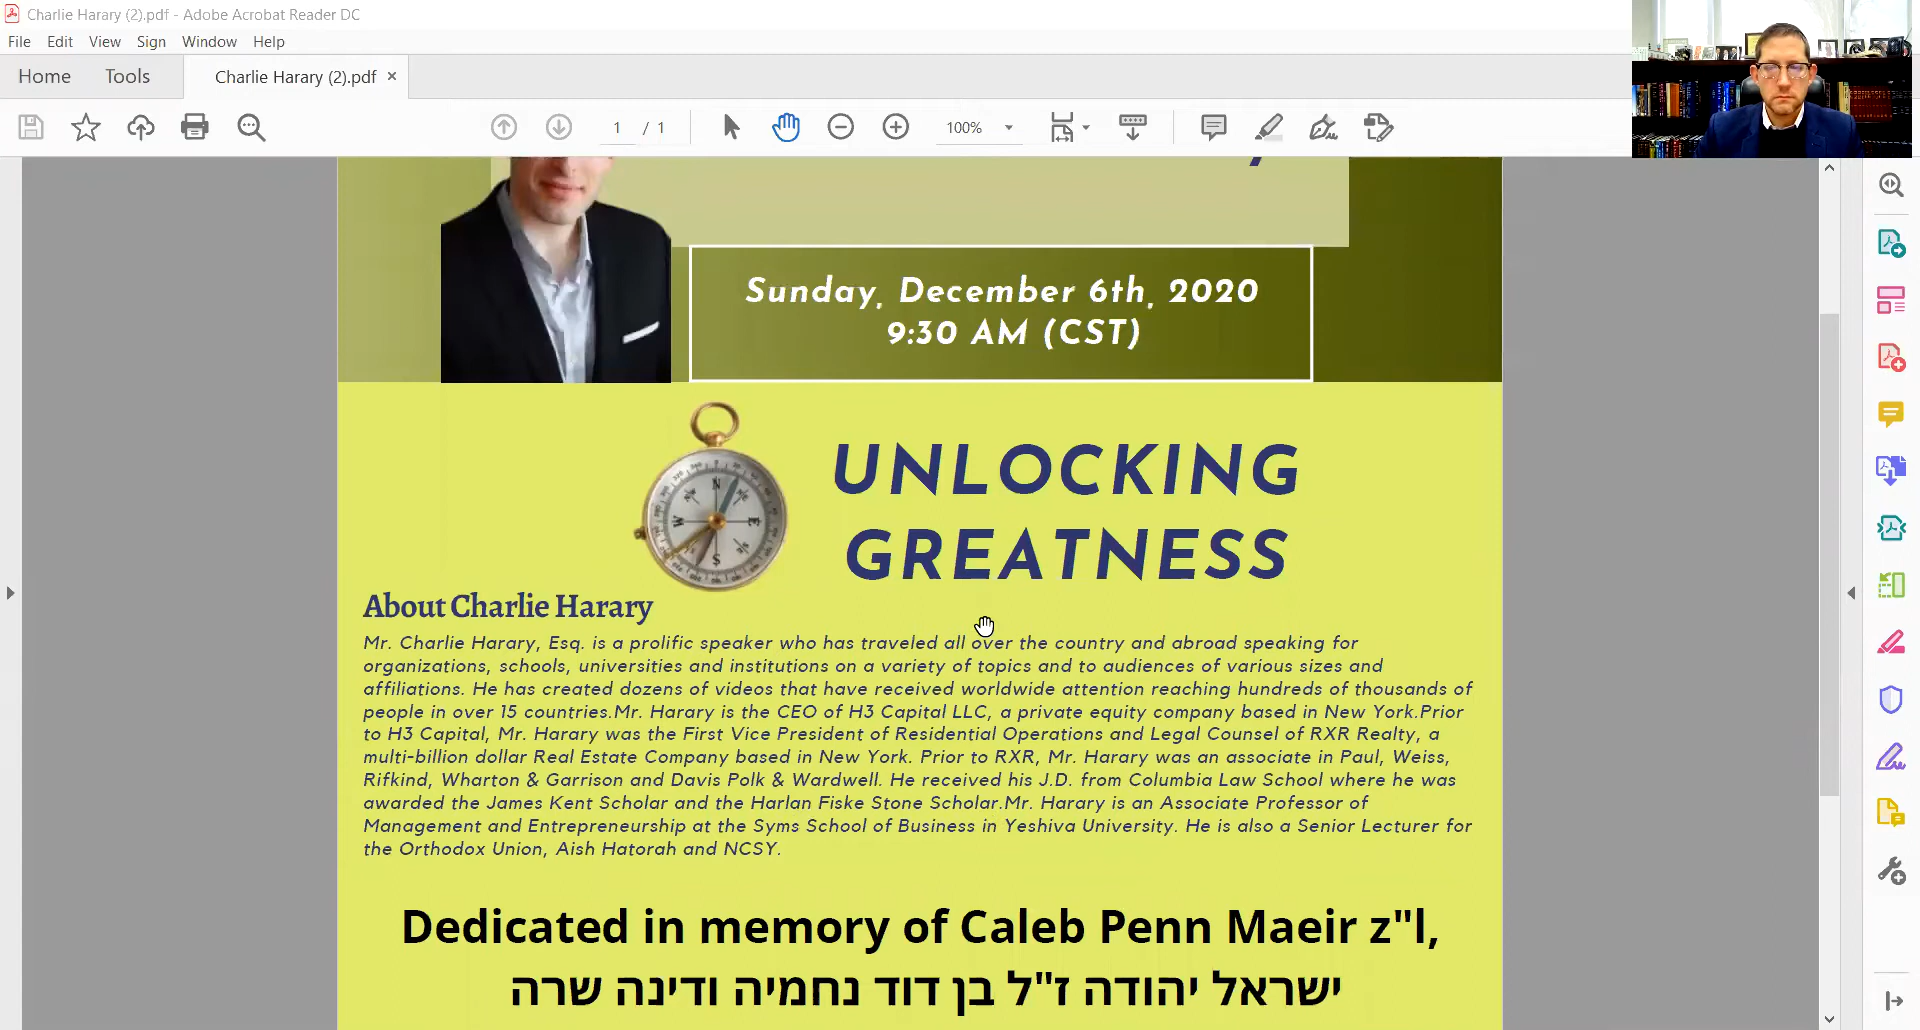 Charlie Harary (2).pdf - Adobe Acrobat Reader DC
File Edit View Sign Window Help
Home Tools Charlie Harary (2).pdf ×
1 / 1 100%
Sunday, December 6th, 2020
9:30 AM (CST)
UNLOCKING
GREATNESS
N
E
S
W
About Charlie Harary
Mr. Charlie Harary, Esq. is a prolific speaker who has traveled all over the country and abroad speaking for
organizations, schools, universities and institutions on a variety of topics and to audiences of various sizes and
affiliations. He has created dozens of videos that have received worldwide attention reaching hundreds of thousands of
people in over 15 countries.Mr. Harary is the CEO of H3 Capital LLC, a private equity company based in New York.Prior
to H3 Capital, Mr. Harary was the First Vice President of Residential Operations and Legal Counsel of RXR Realty, a
multi-billion dollar Real Estate Company based in New York. Prior to RXR, Mr. Harary was an associate in Paul, Weiss,
Rifkind, Wharton & Garrison and Davis Polk & Wardwell. He received his J.D. from Columbia Law School where he was
awarded the James Kent Scholar and the Harlan Fiske Stone Scholar.Mr. Harary is an Associate Professor of
Management and Entrepreneurship at the Syms School of Business in Yeshiva University. He is also a Senior Lecturer for
the Orthodox Union, Aish Hatorah and NCSY.
Dedicated in memory of Caleb Penn Maeir z"l,
ישראל יהודה ז"ל בן דוד נחמיה ודינה שרה